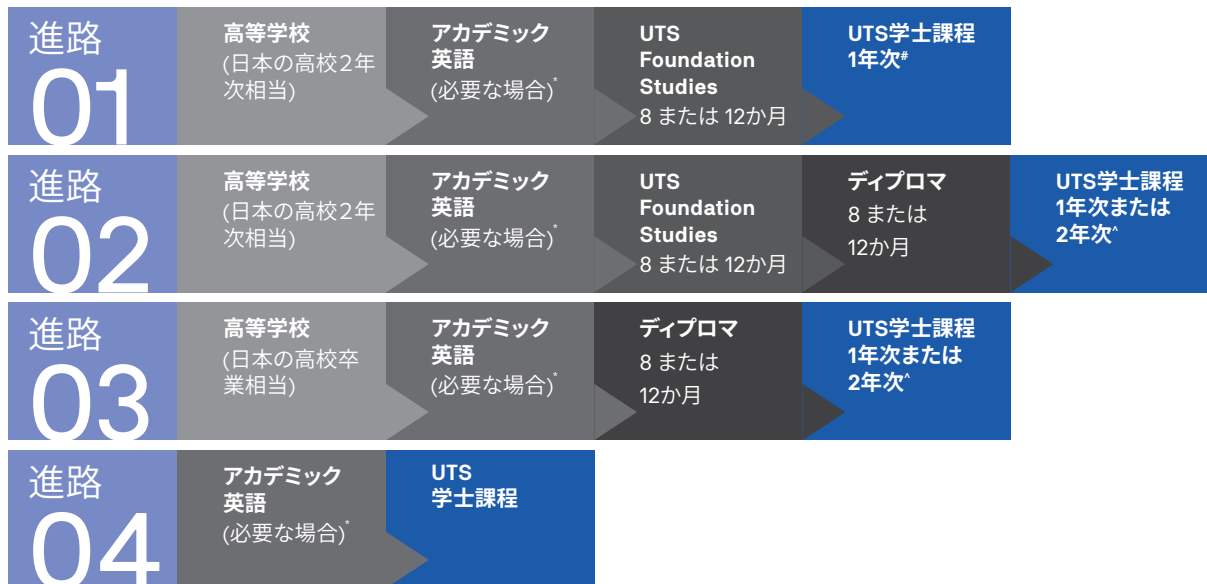 進路
01
高等学校
(日本の高校2年
次相当)
アカデミック
英語
(必要な場合)*
UTS
Foundation
Studies
8 または 12か月
UTS学士課程
1年次#
進路
02
高等学校
(日本の高校2年
次相当)
アカデミック
英語
(必要な場合)*
UTS
Foundation
Studies
8 または 12か月
ディプロマ
8 または
12か月
UTS学士課程
1年次または
2年次^
進路
03
高等学校
(日本の高校卒
業相当)
アカデミック
英語
(必要な場合)*
ディプロマ
8 または
12か月
UTS学士課程
1年次または
2年次^
進路
04
アカデミック
英語
(必要な場合)*
UTS
学士課程